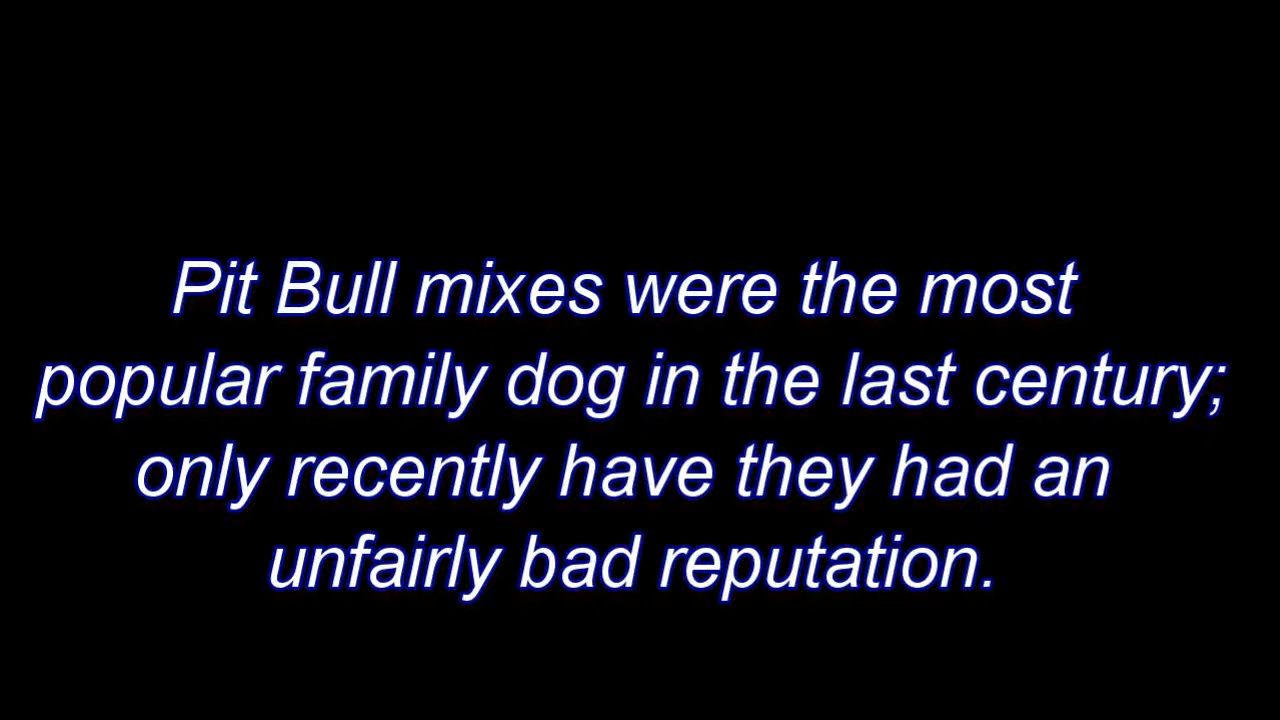 Pit Bull mixes were the most
popular family dog in the last century;
only recently have they had an
unfairly bad reputation.